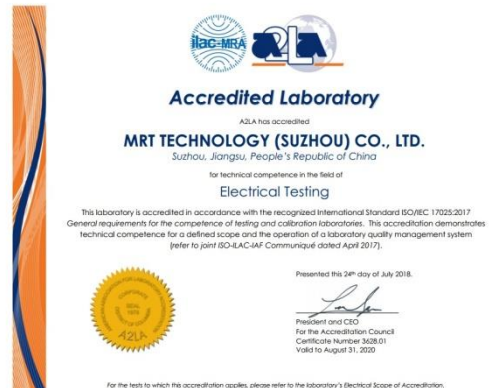 ilac-MRA
A2LA
Accredited Laboratory
A2LA has accredited
MRT TECHNOLOGY (SUZHOU) CO., LTD.
Suzhou, Jiangsu, People's Republic of China
for technical competence in the field of
Electrical Testing
This laboratory is accredited in accordance with the recognized International Standard ISO/IEC 17025:2017
General requirements for the competence of testing and calibration laboratories. This accreditation demonstrates
technical competence for a defined scope and the operation of a laboratory quality management system
(refer to joint ISO-ILAC-IAF Communiqué dated April 2017).
Presented this 24th day of July 2018.
President and CEO
For the Accreditation Council
Certificate Number 3628.01
Valid to August 31, 2020
CORPORATE
SEAL
1978
A2LA
For the tests to which this accreditation applies, please refer to the laboratory's Electrical Scope of Accreditation.